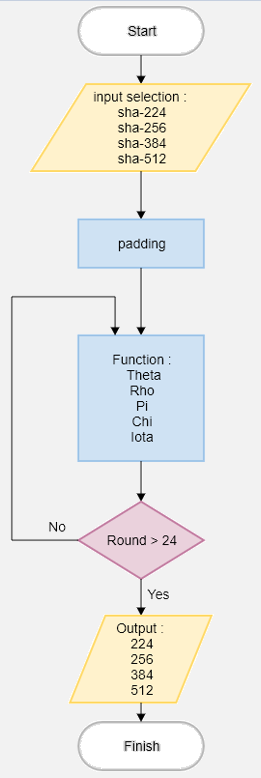 Start
input selection :
sha-224
sha-256
sha-384
sha-512
padding
Function :
Theta
Rho
Pi
Chi
Iota
Round > 24
No
Yes
Output :
224
256
384
512
Finish